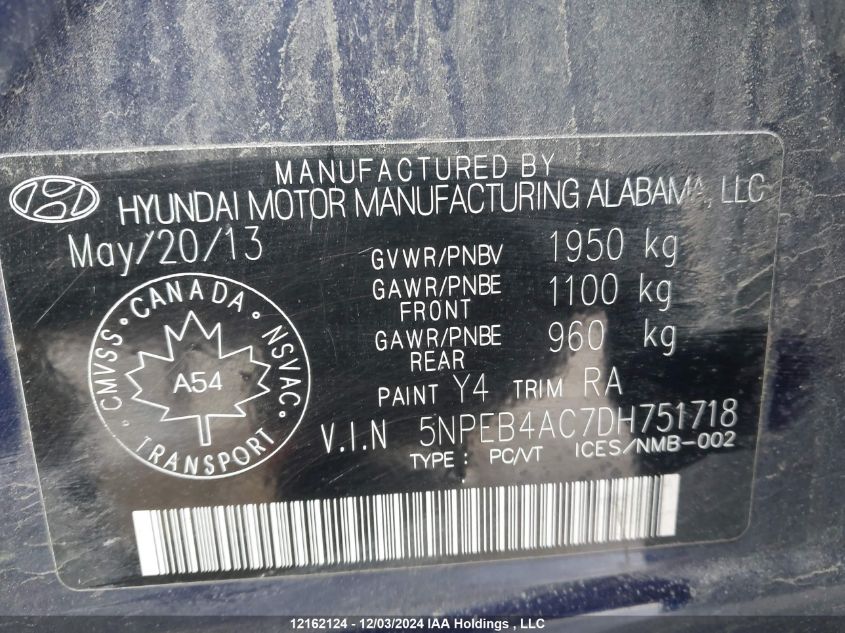 MANUFACTURED BY
HYUNDAI MOTOR MANUFACTURING ALABAMA, LLC
May/20/13
GVWR/PNBV 1950 kg
GAWR/PNBE FRONT 1100 kg
GAWR/PNBE REAR 960 kg
PAINT Y4 TRIM RA
V.I.N 5NPEB4AC7DH751718
TYPE : PC/VT ICES/NMB-002
CMVSS • CANADA • NSVAC • TRANSPORT •
A54
12162124 - 12/03/2024 IAA Holdings , LLC